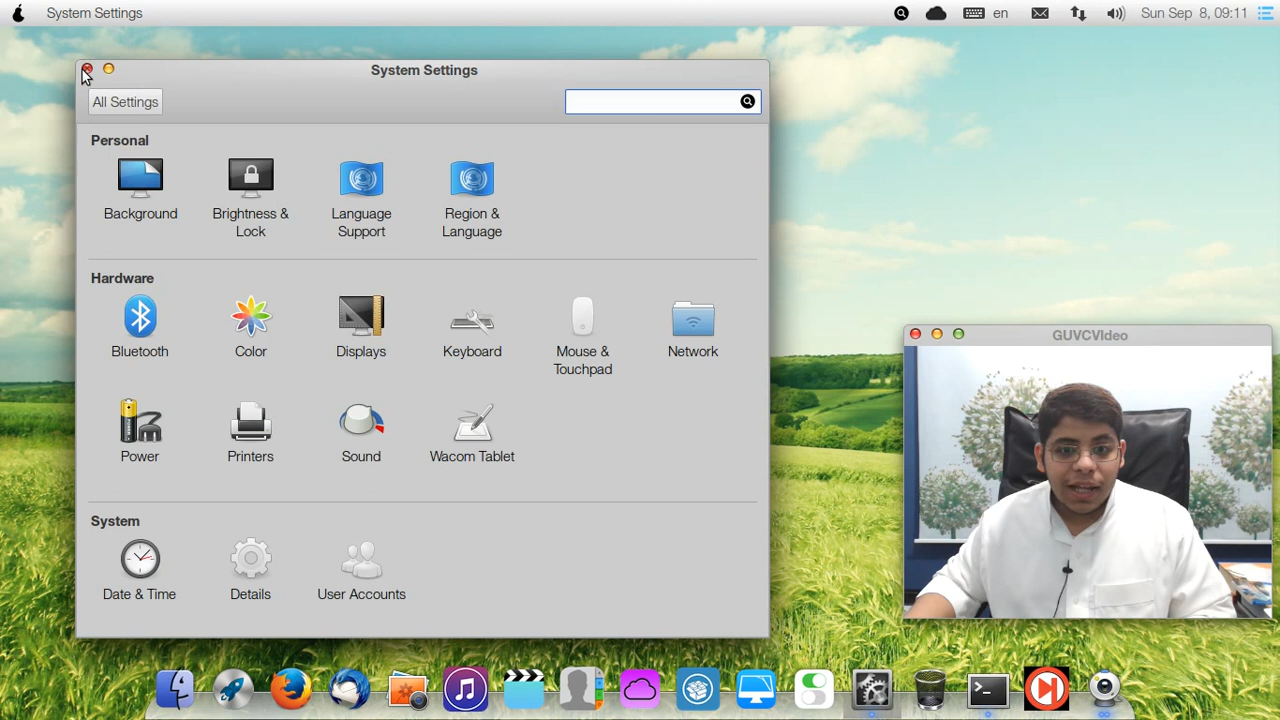 System Settings
en
Sun Sep 8, 09:11
System Settings
All Settings
Personal
Background
Brightness &
Lock
Language
Support
Region &
Language
Hardware
Bluetooth
Color
Displays
Keyboard
Mouse &
Touchpad
Network
Power
Printers
Sound
Wacom Tablet
System
Date & Time
Details
User Accounts
GUVCVIdeo